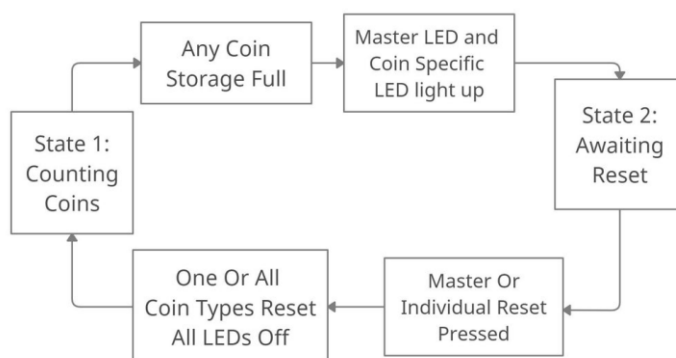 Any Coin
Storage Full
Master LED and
Coin Specific
LED light up
State 1:
Counting
Coins
State 2:
Awaiting
Reset
One Or All
Coin Types Reset
All LEDs Off
Master Or
Individual Reset
Pressed